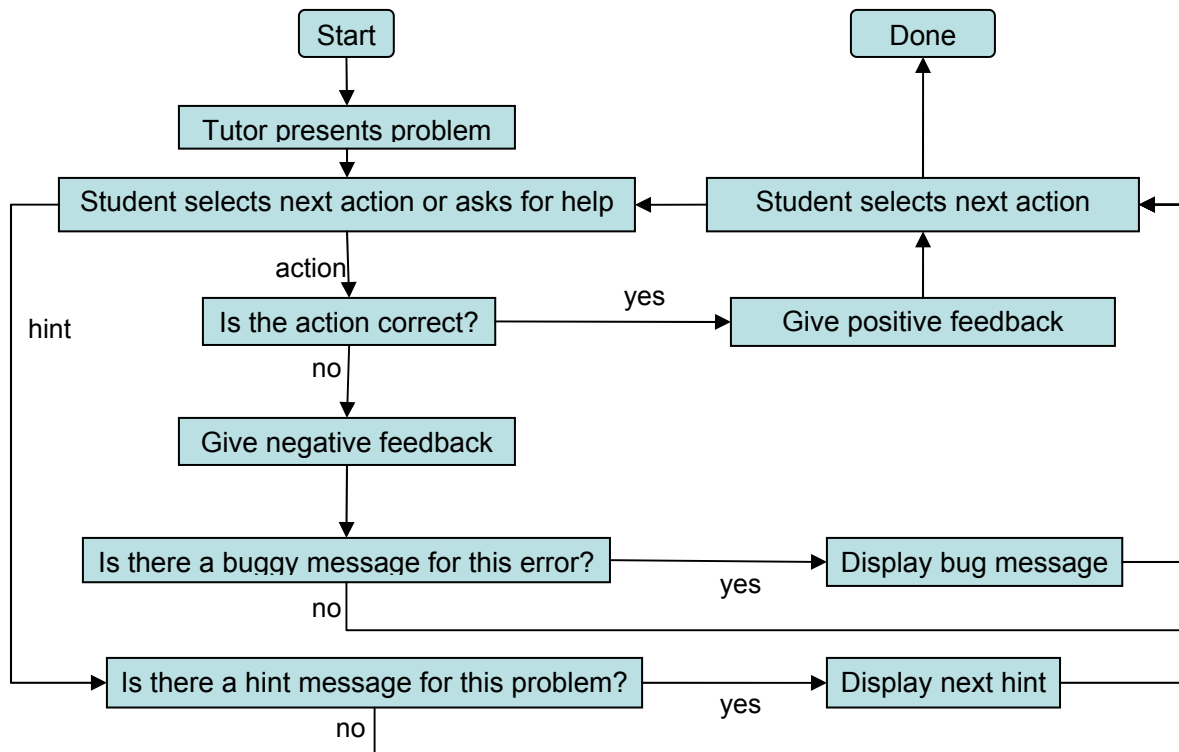 Start
Done
Tutor presents problem
Student selects next action or asks for help
Student selects next action
action
yes
hint
Is the action correct?
Give positive feedback
no
Give negative feedback
Is there a buggy message for this error?
Display bug message
yes
no
Is there a hint message for this problem?
Display next hint
yes
no